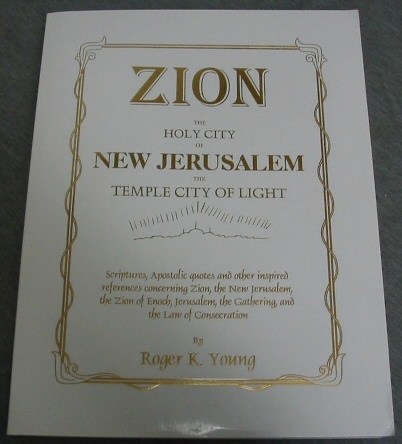 ZION
THE
HOLY CITY
OF
NEW JERUSALEM
THE
TEMPLE CITY OF LIGHT
Scriptures, Apostolic quotes and other inspired
references concerning Zion, the New Jerusalem,
the Zion of Enoch, Jerusalem, the Gathering, and
the Law of Consecration
By
Roger K. Young